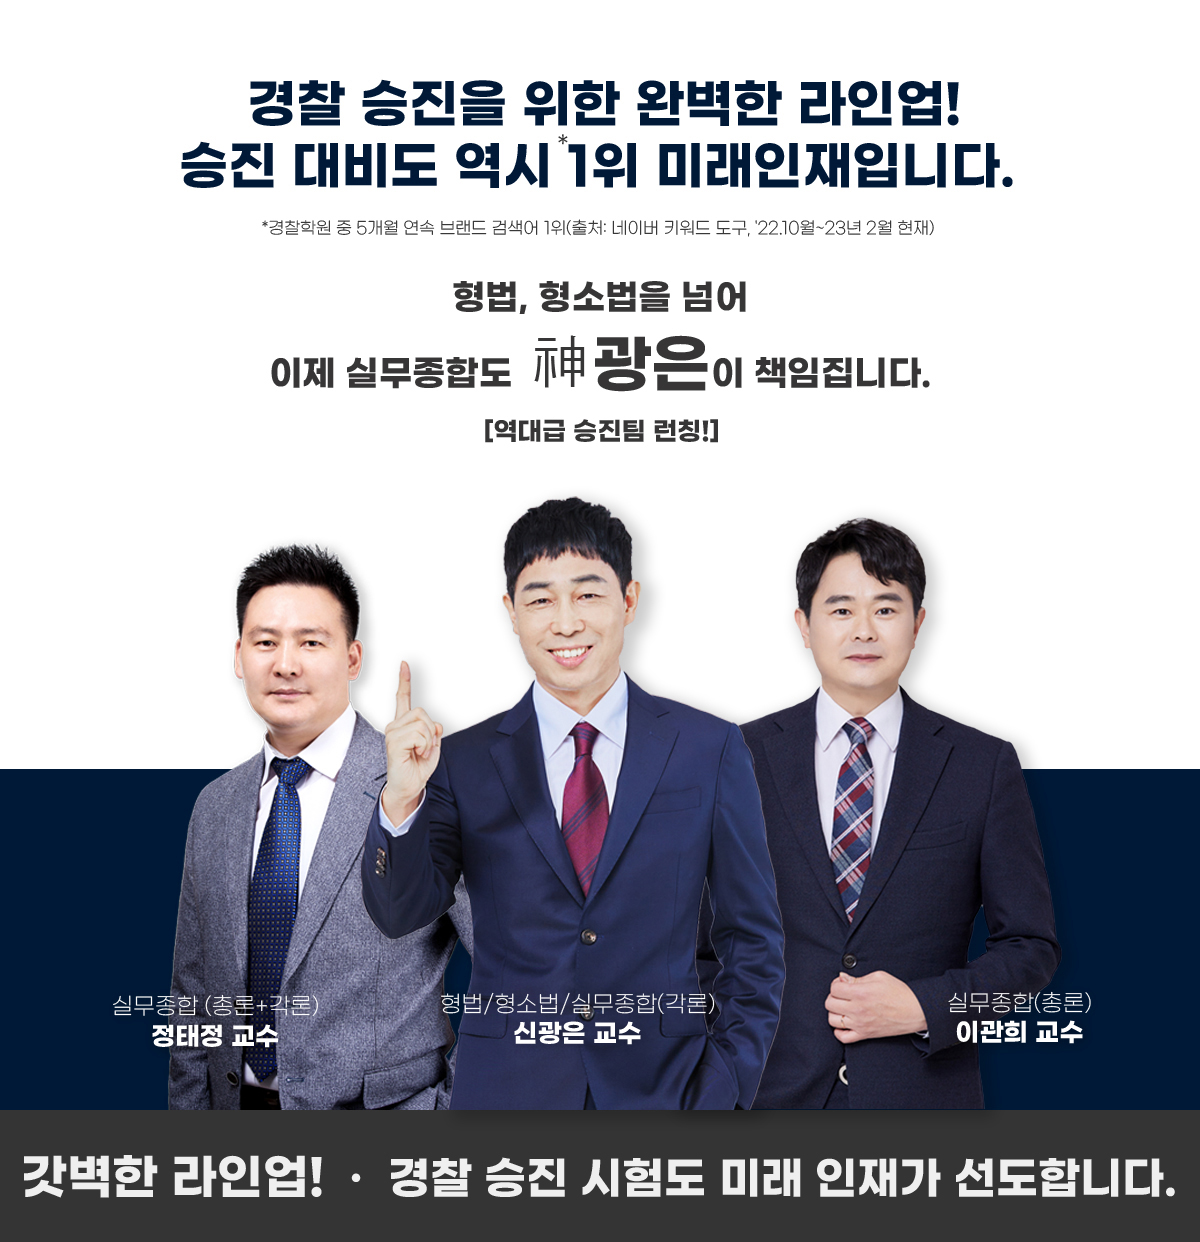 경찰 승진을 위한 완벽한 라인업!
승진 대비도 역시 *1위 미래인재입니다.
*경찰학원 중 5개월 연속 브랜드 검색어 1위(출처: 네이버 키워드 도구, '22.10월~23년 2월 현재)
형법, 형소법을 넘어
이제 실무종합도 神광은이 책임집니다.
[역대급 승진팀 런칭!]
실무종합 (총론+각론)
정태정 교수
형법/형소법/실무종합(각론)
신광은 교수
실무종합(총론)
이관희 교수
갓벽한 라인업! · 경찰 승진 시험도 미래 인재가 선도합니다.